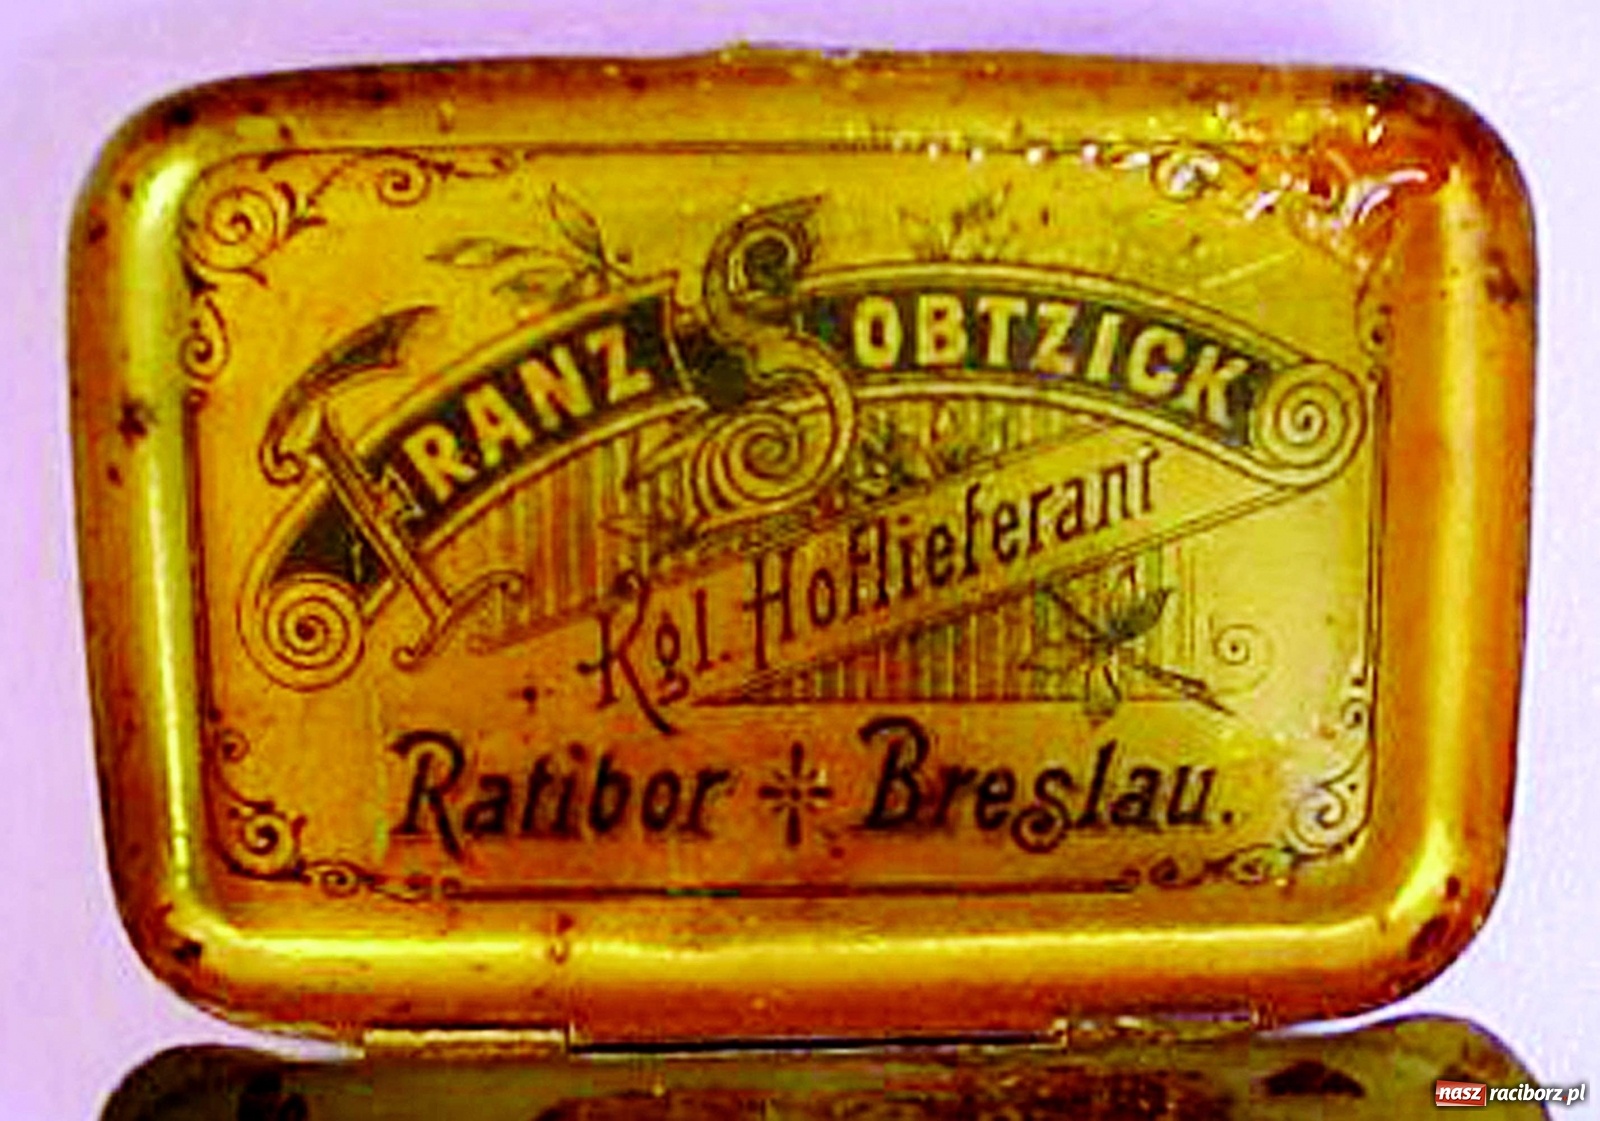 FRANZ SOBTZICK
Kgl. Hoflieferant
Ratibor Breslau.
nasz raciborz.pl